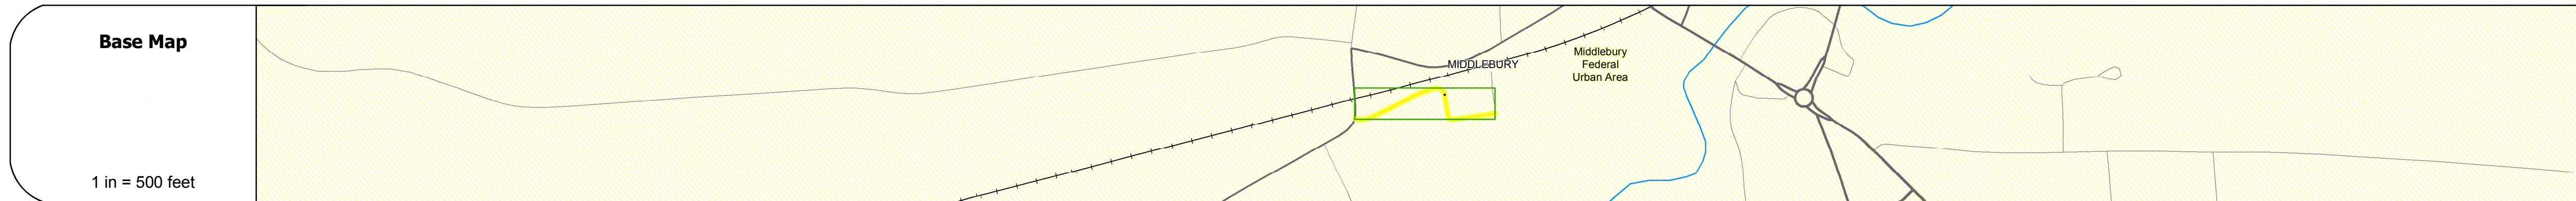 Base Map
1 in = 500 feet
MIDDLEBURY
Middlebury
Federal
Urban Area